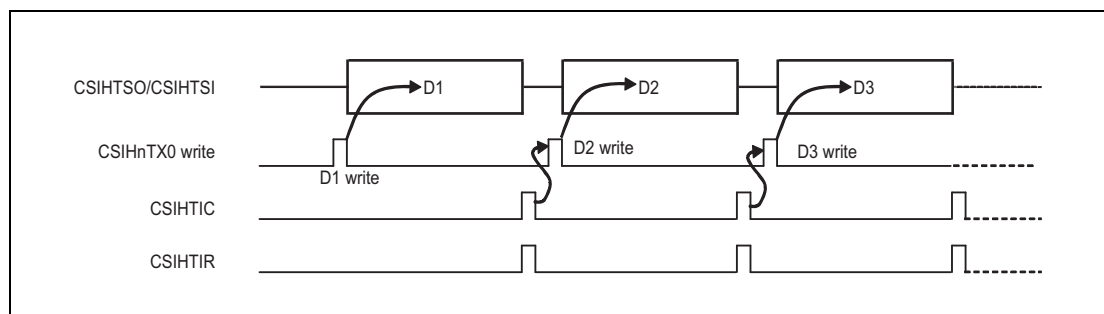 CSIHTSO/CSIHTSI
D1
D2
D3
CSIHnTX0 write
D1 write
D2 write
D3 write
CSIHTIC
CSIHTIR